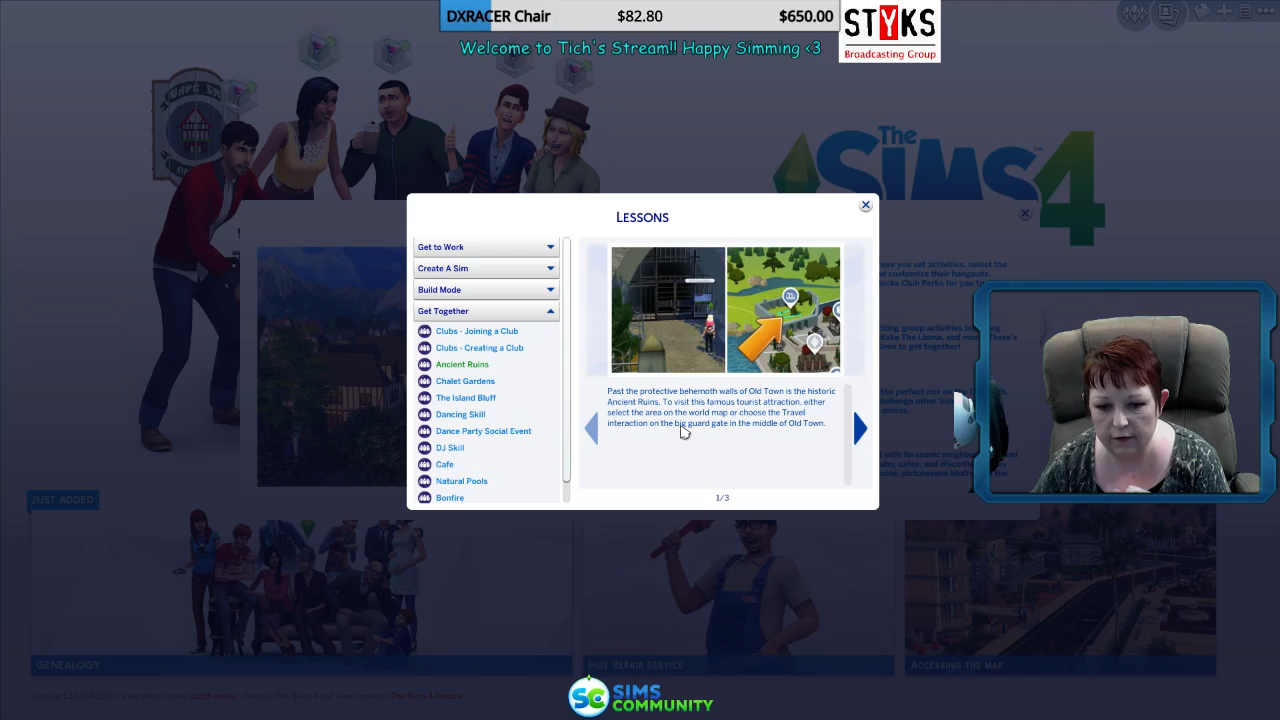 DXRACER Chair
$82.80
$650.00
STYKS
Broadcasting Group
Welcome to Tich's Stream!! Happy Simming <3
The
SIMS
4
LESSONS
Get to Work
Create A Sim
Build Mode
Get Together
Clubs - Joining a Club
Clubs - Creating a Club
Ancient Ruins
Chalet Gardens
The Island Bluff
Dancing Skill
Dance Party Social Event
DJ Skill
Cafe
Natural Pools
Bonfire
Past the protective behemoth walls of Old Town is the historic
Ancient Ruins. To visit this famous tourist attraction, either
select the area on the world map or choose the Travel
interaction on the big guard gate in the middle of Old Town.
1/3
JUST ADDED
GENEALOGY
HIRE REPAIR SERVICE
ACCESSING THE MAP
SC SIMS
COMMUNITY